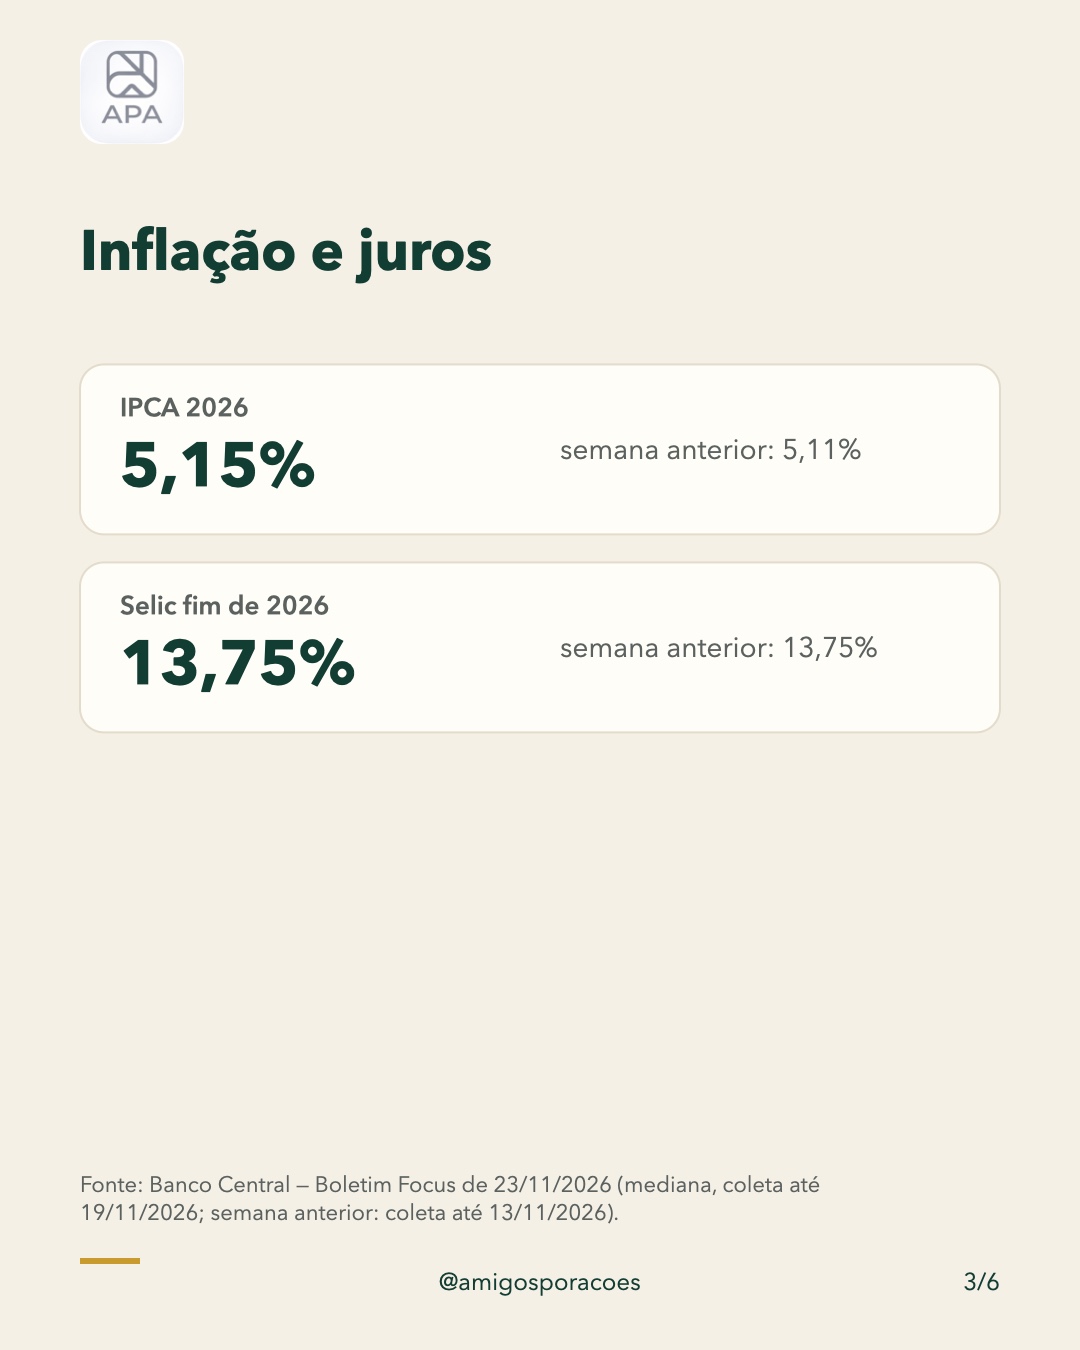 APA
Inflação e juros
IPCA 2026
5,15%
semana anterior: 5,11%
Selic fim de 2026
13,75%
semana anterior: 13,75%
Fonte: Banco Central – Boletim Focus de 23/11/2026 (mediana, coleta até
19/11/2026; semana anterior: coleta até 13/11/2026).
@amigosporacoes
3/6